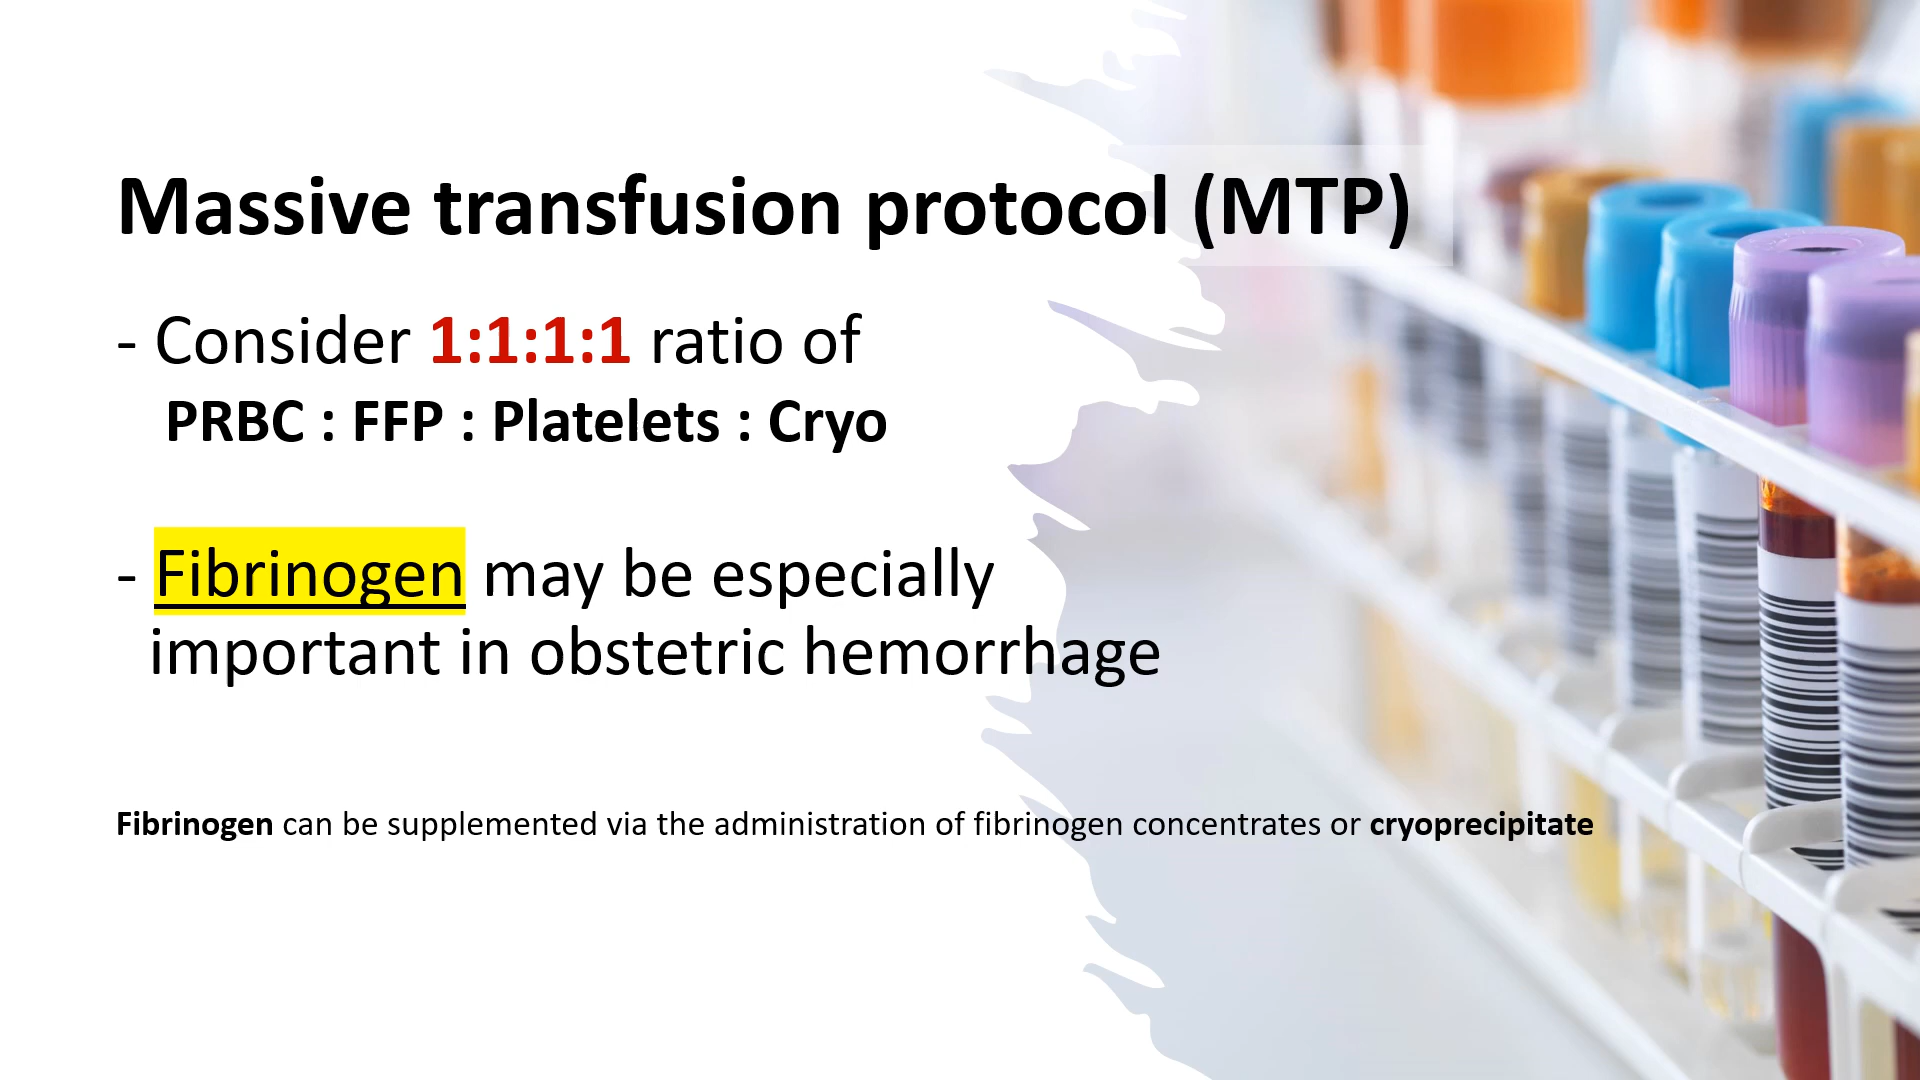 Massive transfusion protocol (MTP)
- Consider 1:1:1:1 ratio of
PRBC : FFP : Platelets : Cryo
- Fibrinogen may be especially
important in obstetric hemorrhage
Fibrinogen can be supplemented via the administration of fibrinogen concentrates or cryoprecipitate